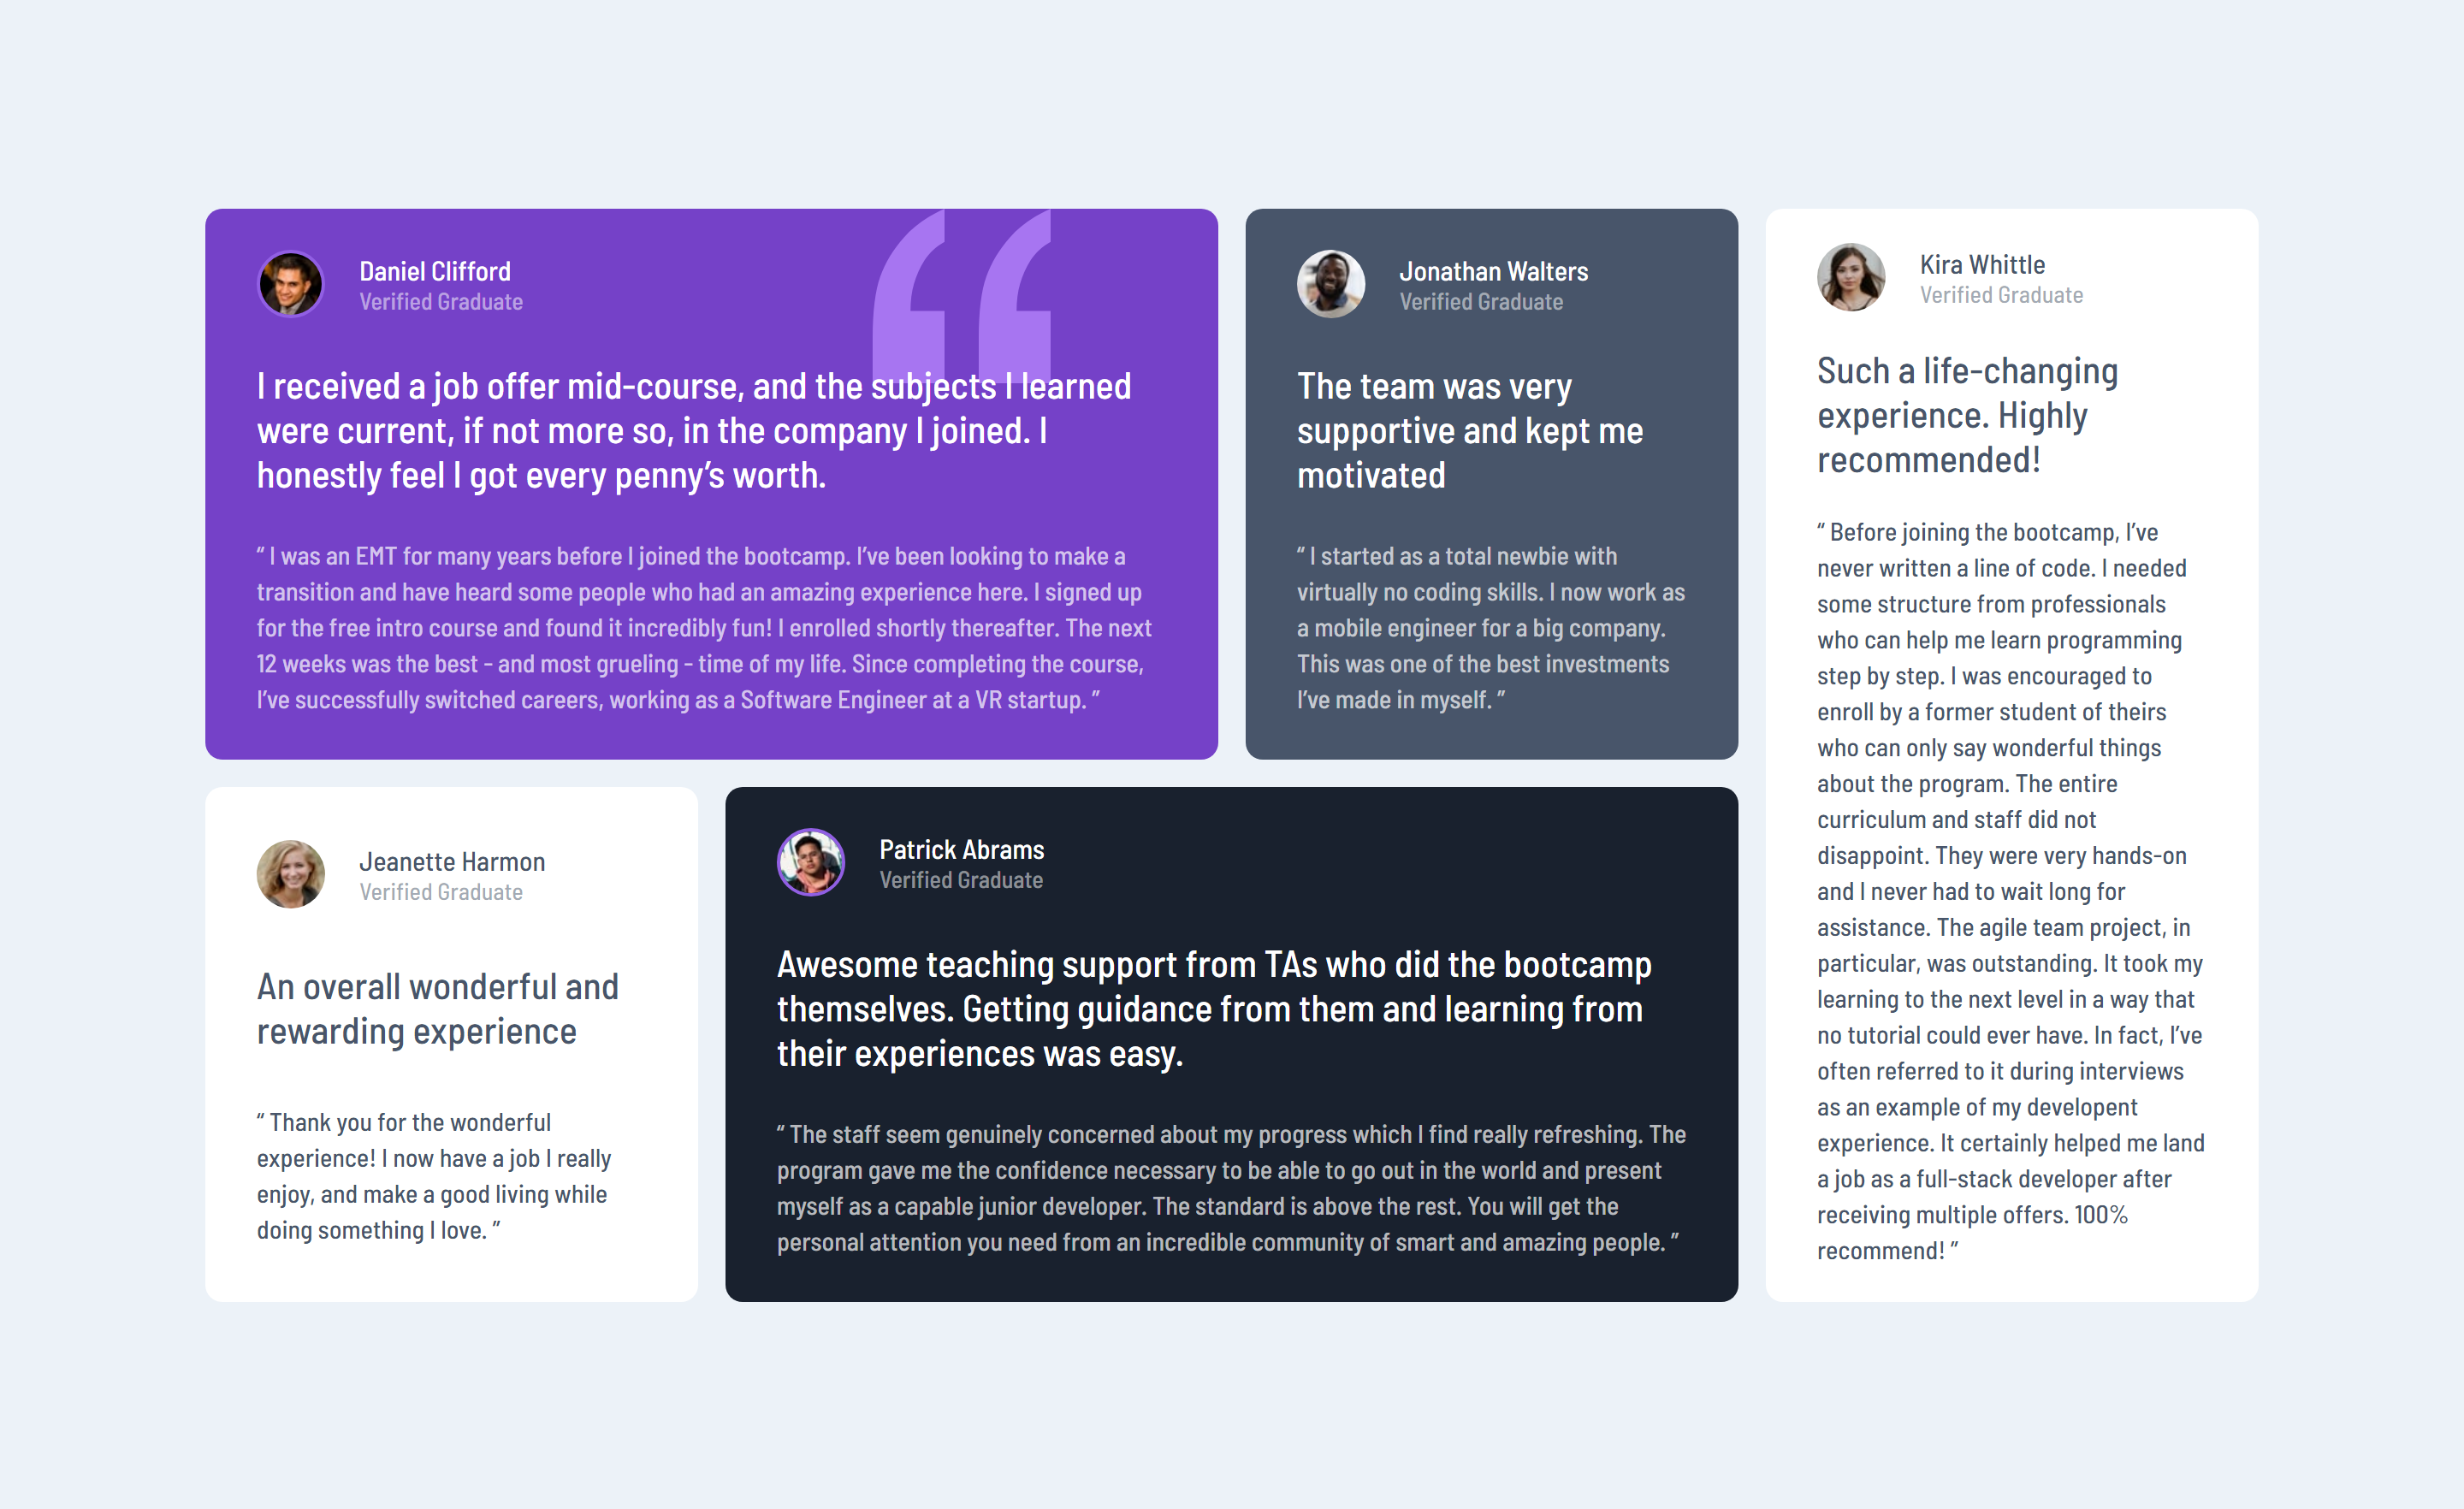 Daniel Clifford
Verified Graduate
I received a job offer mid-course, and the subjects I learned
were current, if not more so, in the company I joined. I
honestly feel I got every penny’s worth.
“ I was an EMT for many years before I joined the bootcamp. I’ve been looking to make a
transition and have heard some people who had an amazing experience here. I signed up
for the free intro course and found it incredibly fun! I enrolled shortly thereafter. The next
12 weeks was the best - and most grueling - time of my life. Since completing the course,
I’ve successfully switched careers, working as a Software Engineer at a VR startup. ”
Jonathan Walters
Verified Graduate
The team was very
supportive and kept me
motivated
“ I started as a total newbie with
virtually no coding skills. I now work as
a mobile engineer for a big company.
This was one of the best investments
I’ve made in myself. ”
Kira Whittle
Verified Graduate
Such a life-changing
experience. Highly
recommended!
“ Before joining the bootcamp, I’ve
never written a line of code. I needed
some structure from professionals
who can help me learn programming
step by step. I was encouraged to
enroll by a former student of theirs
who can only say wonderful things
about the program. The entire
curriculum and staff did not
disappoint. They were very hands-on
and I never had to wait long for
assistance. The agile team project, in
particular, was outstanding. It took my
learning to the next level in a way that
no tutorial could ever have. In fact, I’ve
often referred to it during interviews
as an example of my developent
experience. It certainly helped me land
a job as a full-stack developer after
receiving multiple offers. 100%
recommend! ”
Jeanette Harmon
Verified Graduate
An overall wonderful and
rewarding experience
“ Thank you for the wonderful
experience! I now have a job I really
enjoy, and make a good living while
doing something I love. ”
Patrick Abrams
Verified Graduate
Awesome teaching support from TAs who did the bootcamp
themselves. Getting guidance from them and learning from
their experiences was easy.
“ The staff seem genuinely concerned about my progress which I find really refreshing. The
program gave me the confidence necessary to be able to go out in the world and present
myself as a capable junior developer. The standard is above the rest. You will get the
personal attention you need from an incredible community of smart and amazing people. ”